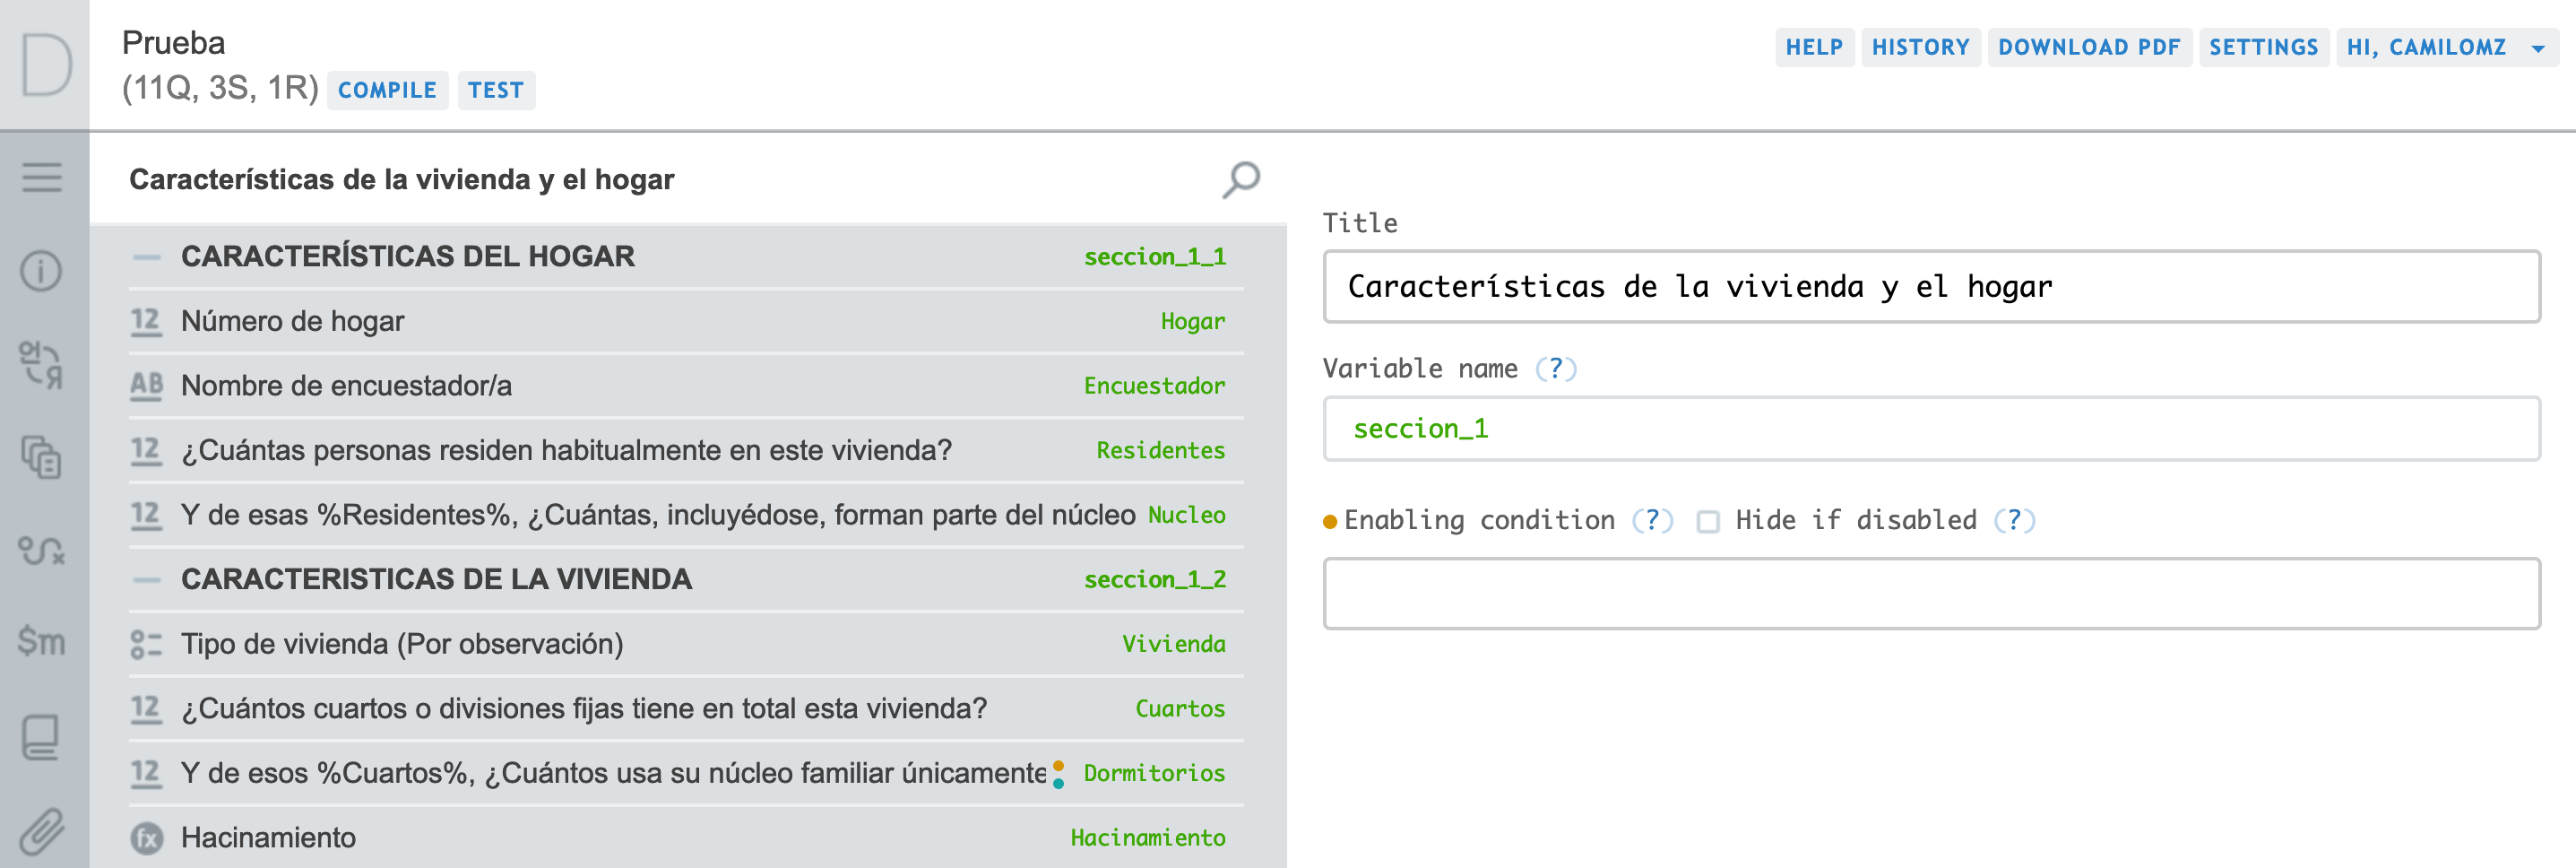 D
Prueba
(11Q, 3S, 1R) COMPILE TEST
HELP HISTORY DOWNLOAD PDF SETTINGS HI, CAMILOMZ
Características de la vivienda y el hogar
CARACTERÍSTICAS DEL HOGAR seccion_1_1
12 Número de hogar Hogar
AB Nombre de encuestador/a Encuestador
12 ¿Cuántas personas residen habitualmente en este vivienda? Residentes
12 Y de esas %Residentes%, ¿Cuántas, incluyédose, forman parte del núcleo Nucleo
CARACTERISTICAS DE LA VIVIENDA seccion_1_2
Tipo de vivienda (Por observación) Vivienda
12 ¿Cuántos cuartos o divisiones fijas tiene en total esta vivienda? Cuartos
12 Y de esos %Cuartos%, ¿Cuántos usa su núcleo familiar únicamente Dormitorios
fx Hacinamiento Hacinamiento
Title
Características de la vivienda y el hogar
Variable name (?)
seccion_1
Enabling condition (?) Hide if disabled (?)
i
언 Я
$m